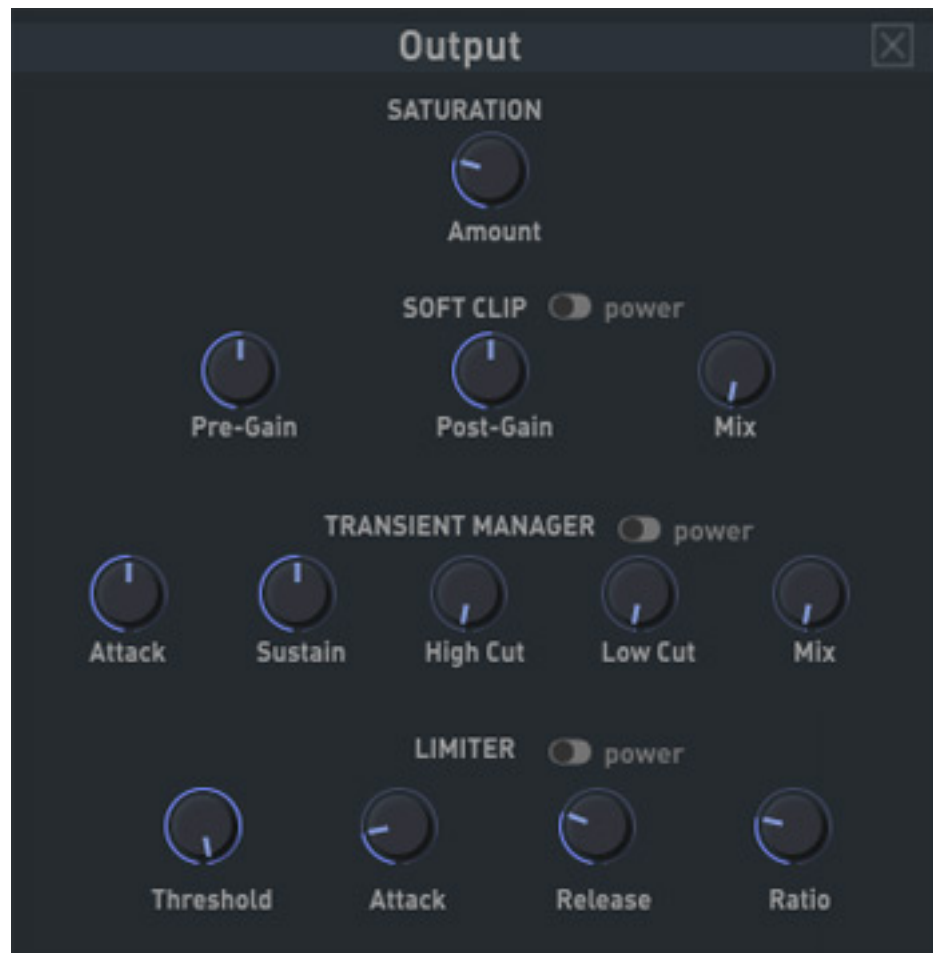 Output
SATURATION
Amount
SOFT CLIP power
Pre-Gain Post-Gain Mix
TRANSIENT MANAGER power
Attack Sustain High Cut Low Cut Mix
LIMITER power
Threshold Attack Release Ratio